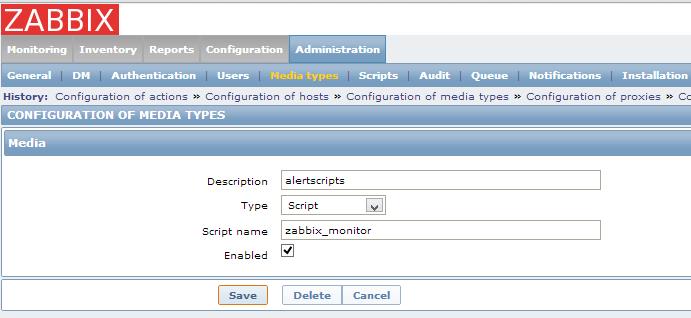 ZABBIX
Monitoring Inventory Reports Configuration Administration
General | DM | Authentication | Users | Media types | Scripts | Audit | Queue | Notifications | Installation
History: Configuration of actions » Configuration of hosts » Configuration of media types » Configuration of proxies » Co
CONFIGURATION OF MEDIA TYPES
Media
Description alertscripts
Type Script
Script name zabbix_monitor
Enabled
Save Delete Cancel